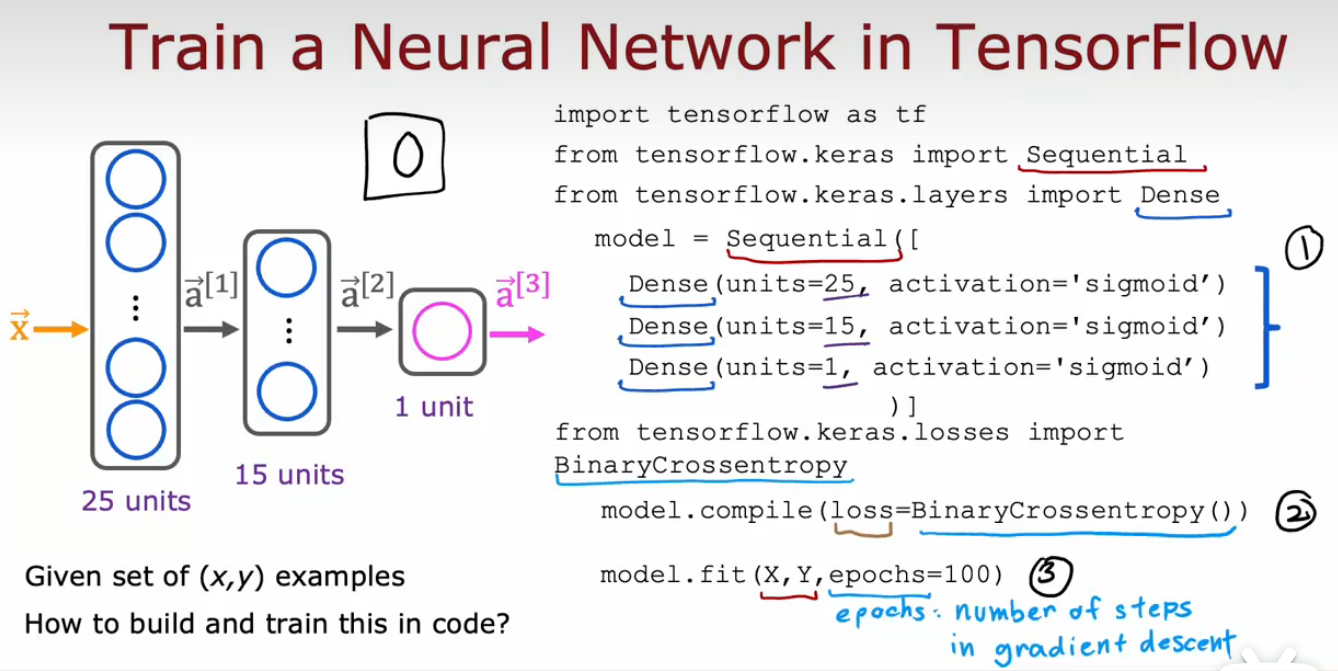 Train a Neural Network in TensorFlow
x⃗
a⃗[1]
a⃗[2]
a⃗[3]
25 units
15 units
1 unit
0
Given set of (x,y) examples
How to build and train this in code?
import tensorflow as tf
from tensorflow.keras import Sequential
from tensorflow.keras.layers import Dense
model = Sequential([
Dense(units=25, activation='sigmoid’)
Dense(units=15, activation='sigmoid’)
Dense(units=1, activation='sigmoid’)
)]
①
from tensorflow.keras.losses import
BinaryCrossentropy
model.compile(loss=BinaryCrossentropy()) ②
model.fit(X,Y,epochs=100) ③
epochs: number of steps
in gradient descent